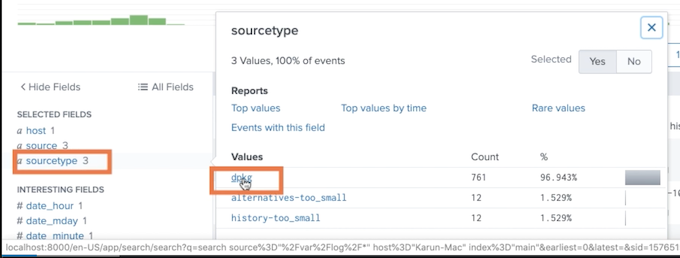 sourcetype
3 Values, 100% of events
Selected Yes No
< Hide Fields
All Fields
Reports
Top values Top values by time Rare values
Events with this field
SELECTED FIELDS
a host 1
a source 3
a sourcetype 3
INTERESTING FIELDS
# date_hour 1
# date_mday 1
# date_minute 1
Values Count %
dpkg 761 96.943%
alternatives-too_small 12 1.529%
history-too_small 12 1.529%
localhost:8000/en-US/app/search/search?q=search source%3D"%2Fvar%2Flog%2F*" host%3D"Karun-Mac" index%3D"main"&earliest=0&latest=&sid=157651